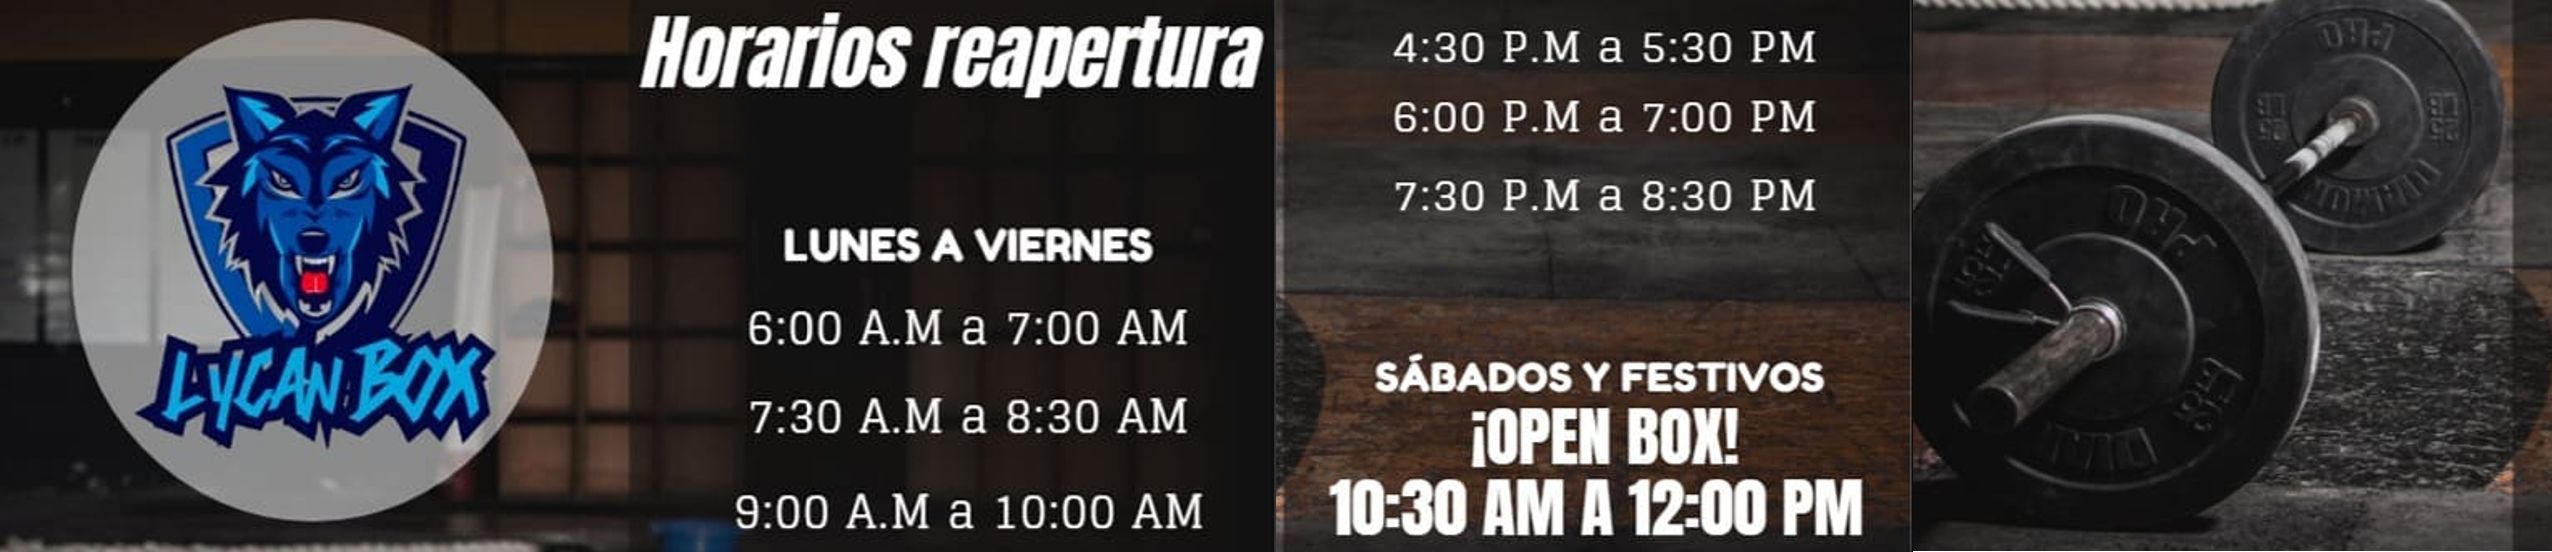 LYCAN BOX
Horarios reapertura
LUNES A VIERNES
6:00 A.M a 7:00 AM
7:30 A.M a 8:30 AM
9:00 A.M a 10:00 AM
4:30 P.M a 5:30 PM
6:00 P.M a 7:00 PM
7:30 P.M a 8:30 PM
SÁBADOS Y FESTIVOS
¡OPEN BOX!
10:30 AM A 12:00 PM
PRO
PRO